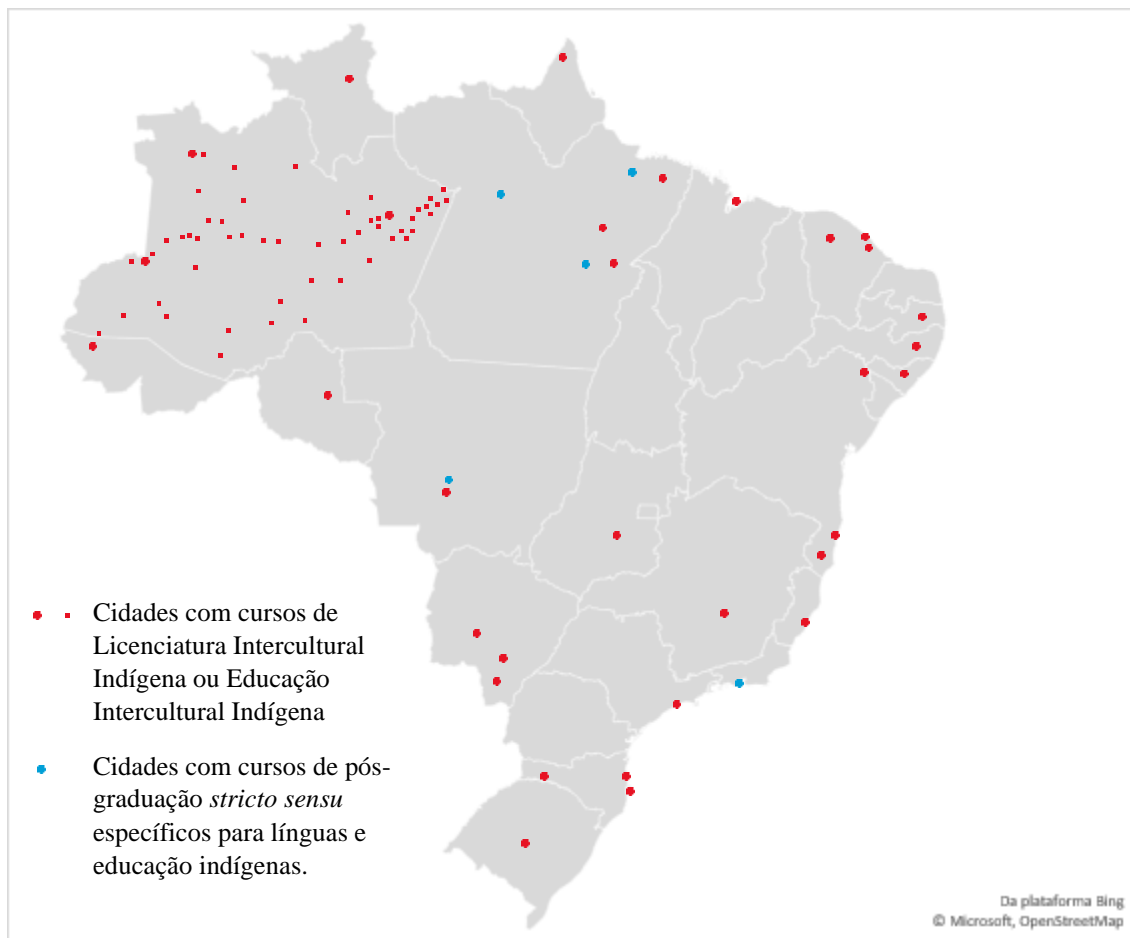 Cidades com cursos de
Licenciatura Intercultural
Indígena ou Educação
Intercultural Indígena
Cidades com cursos de pós-
graduação stricto sensu
específicos para línguas e
educação indígenas.
Da plataforma Bing
© Microsoft, OpenStreetMap